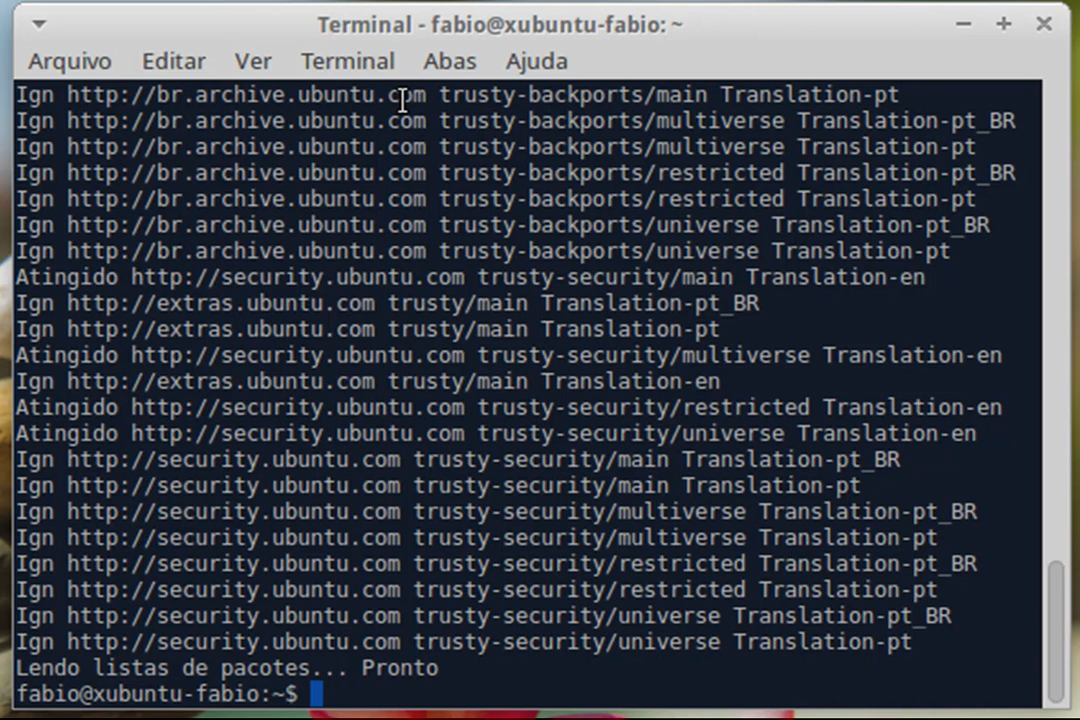 Terminal - fabio@xubuntu-fabio: ~
Arquivo Editar Ver Terminal Abas Ajuda
Ign http://br.archive.ubuntu.com trusty-backports/main Translation-pt
Ign http://br.archive.ubuntu.com trusty-backports/multiverse Translation-pt_BR
Ign http://br.archive.ubuntu.com trusty-backports/multiverse Translation-pt
Ign http://br.archive.ubuntu.com trusty-backports/restricted Translation-pt_BR
Ign http://br.archive.ubuntu.com trusty-backports/restricted Translation-pt
Ign http://br.archive.ubuntu.com trusty-backports/universe Translation-pt_BR
Ign http://br.archive.ubuntu.com trusty-backports/universe Translation-pt
Atingido http://security.ubuntu.com trusty-security/main Translation-en
Ign http://extras.ubuntu.com trusty/main Translation-pt_BR
Ign http://extras.ubuntu.com trusty/main Translation-pt
Atingido http://security.ubuntu.com trusty-security/multiverse Translation-en
Ign http://extras.ubuntu.com trusty/main Translation-en
Atingido http://security.ubuntu.com trusty-security/restricted Translation-en
Atingido http://security.ubuntu.com trusty-security/universe Translation-en
Ign http://security.ubuntu.com trusty-security/main Translation-pt_BR
Ign http://security.ubuntu.com trusty-security/main Translation-pt
Ign http://security.ubuntu.com trusty-security/multiverse Translation-pt_BR
Ign http://security.ubuntu.com trusty-security/multiverse Translation-pt
Ign http://security.ubuntu.com trusty-security/restricted Translation-pt_BR
Ign http://security.ubuntu.com trusty-security/restricted Translation-pt
Ign http://security.ubuntu.com trusty-security/universe Translation-pt_BR
Ign http://security.ubuntu.com trusty-security/universe Translation-pt
Lendo listas de pacotes... Pronto
fabio@xubuntu-fabio:~$